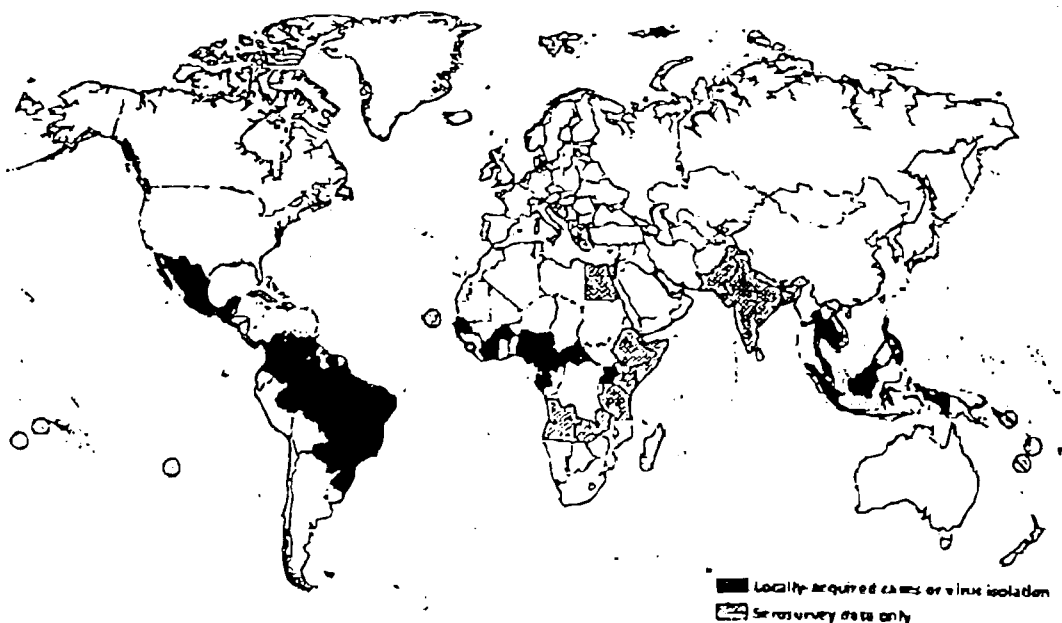 Locally acquired cases or virus isolation
Serosurvey data only